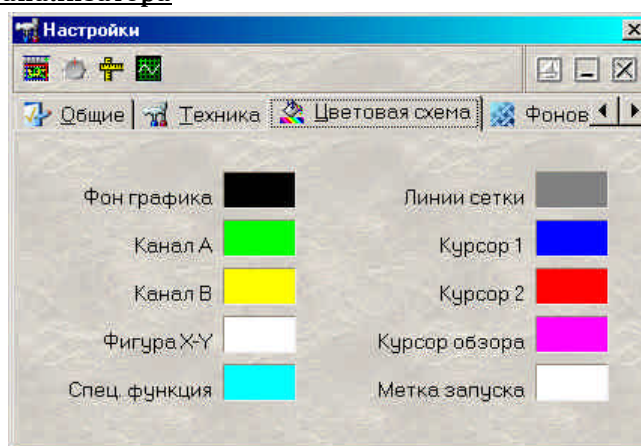 анализатора
Настройки
Общие Техника Цветовая схема Фонов
Фон графика Линии сетки
Канал A Курсор 1
Канал B Курсор 2
Фигура X-Y Курсор обзора
Спец. функция Метка запуска